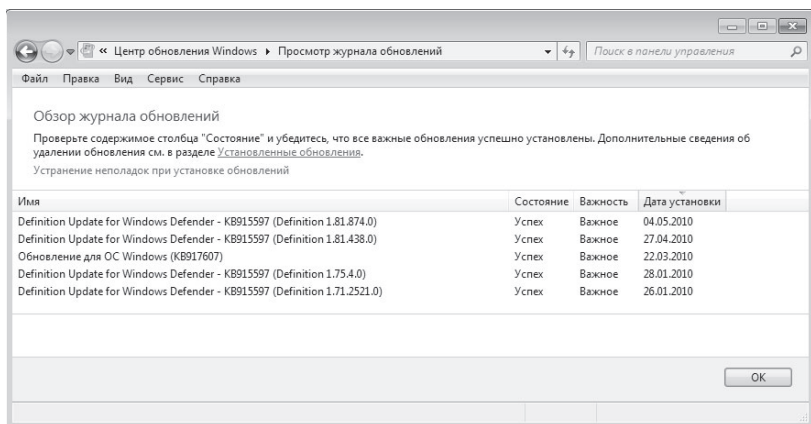 « Центр обновления Windows ▸ Просмотр журнала обновлений Поиск в панели управления
Файл Правка Вид Сервис Справка
Обзор журнала обновлений
Проверьте содержимое столбца "Состояние" и убедитесь, что все важные обновления успешно установлены. Дополнительные сведения об
удалении обновления см. в разделе Установленные обновления.
Устранение неполадок при установке обновлений
Имя Состояние Важность Дата установки
Definition Update for Windows Defender - KB915597 (Definition 1.81.874.0) Успех Важное 04.05.2010
Definition Update for Windows Defender - KB915597 (Definition 1.81.438.0) Успех Важное 27.04.2010
Обновление для ОС Windows (KB917607) Успех Важное 22.03.2010
Definition Update for Windows Defender - KB915597 (Definition 1.75.4.0) Успех Важное 28.01.2010
Definition Update for Windows Defender - KB915597 (Definition 1.71.2521.0) Успех Важное 26.01.2010
OK